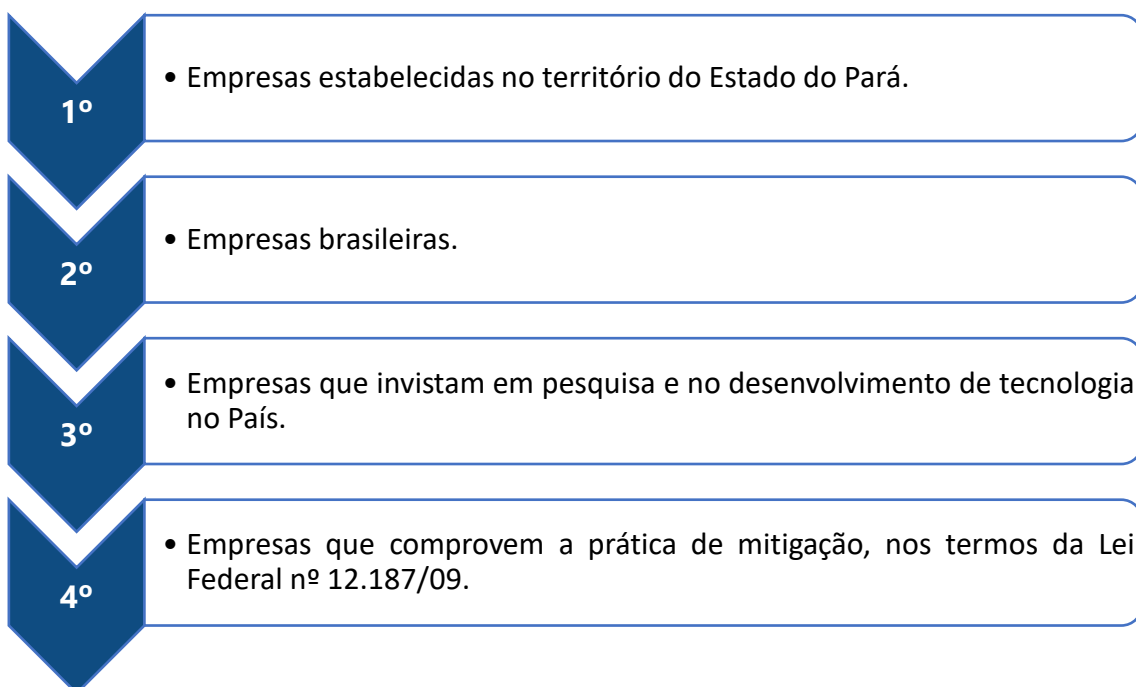 1º
• Empresas estabelecidas no território do Estado do Pará.
2º
• Empresas brasileiras.
3º
• Empresas que invistam em pesquisa e no desenvolvimento de tecnologia
no País.
4º
• Empresas que comprovem a prática de mitigação, nos termos da Lei
Federal nº 12.187/09.